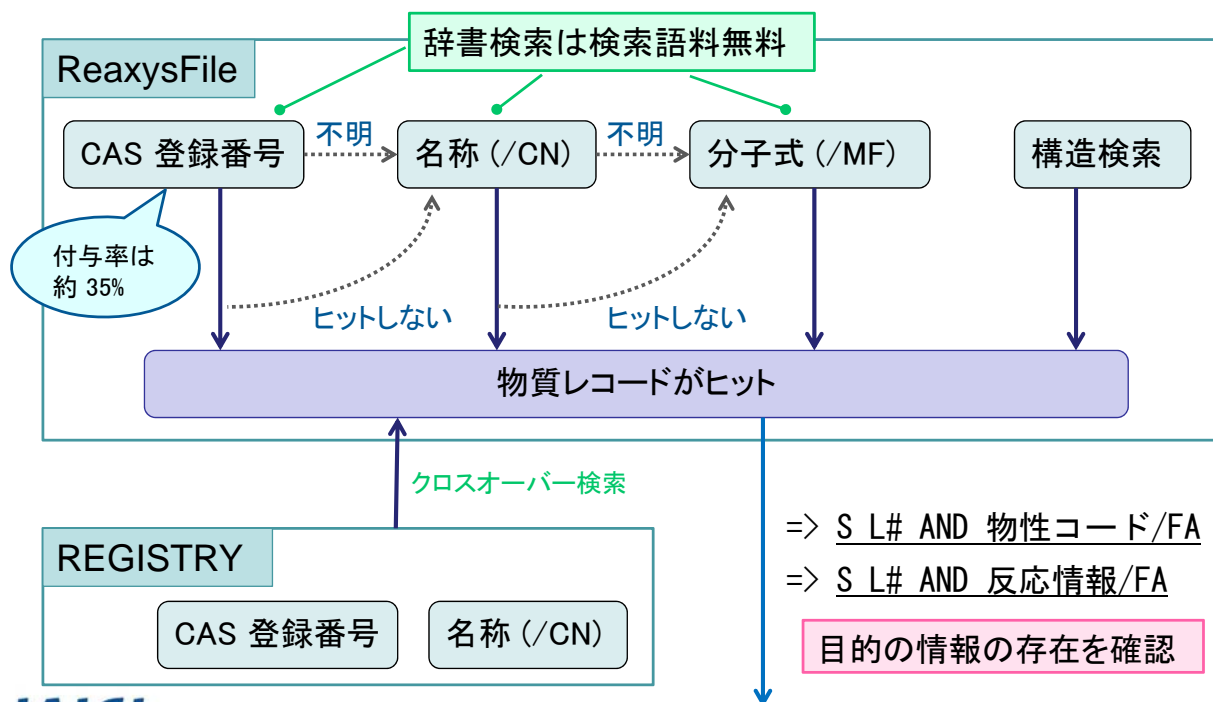 辞書検索は検索語料無料
ReaxysFile
CAS 登録番号
不明
名称 (/CN)
不明
分子式 (/MF)
構造検索
付与率は
約 35%
ヒットしない
ヒットしない
物質レコードがヒット
クロスオーバー検索
REGISTRY
CAS 登録番号
名称 (/CN)
=> S L# AND 物性コード/FA
=> S L# AND 反応情報/FA
目的の情報の存在を確認